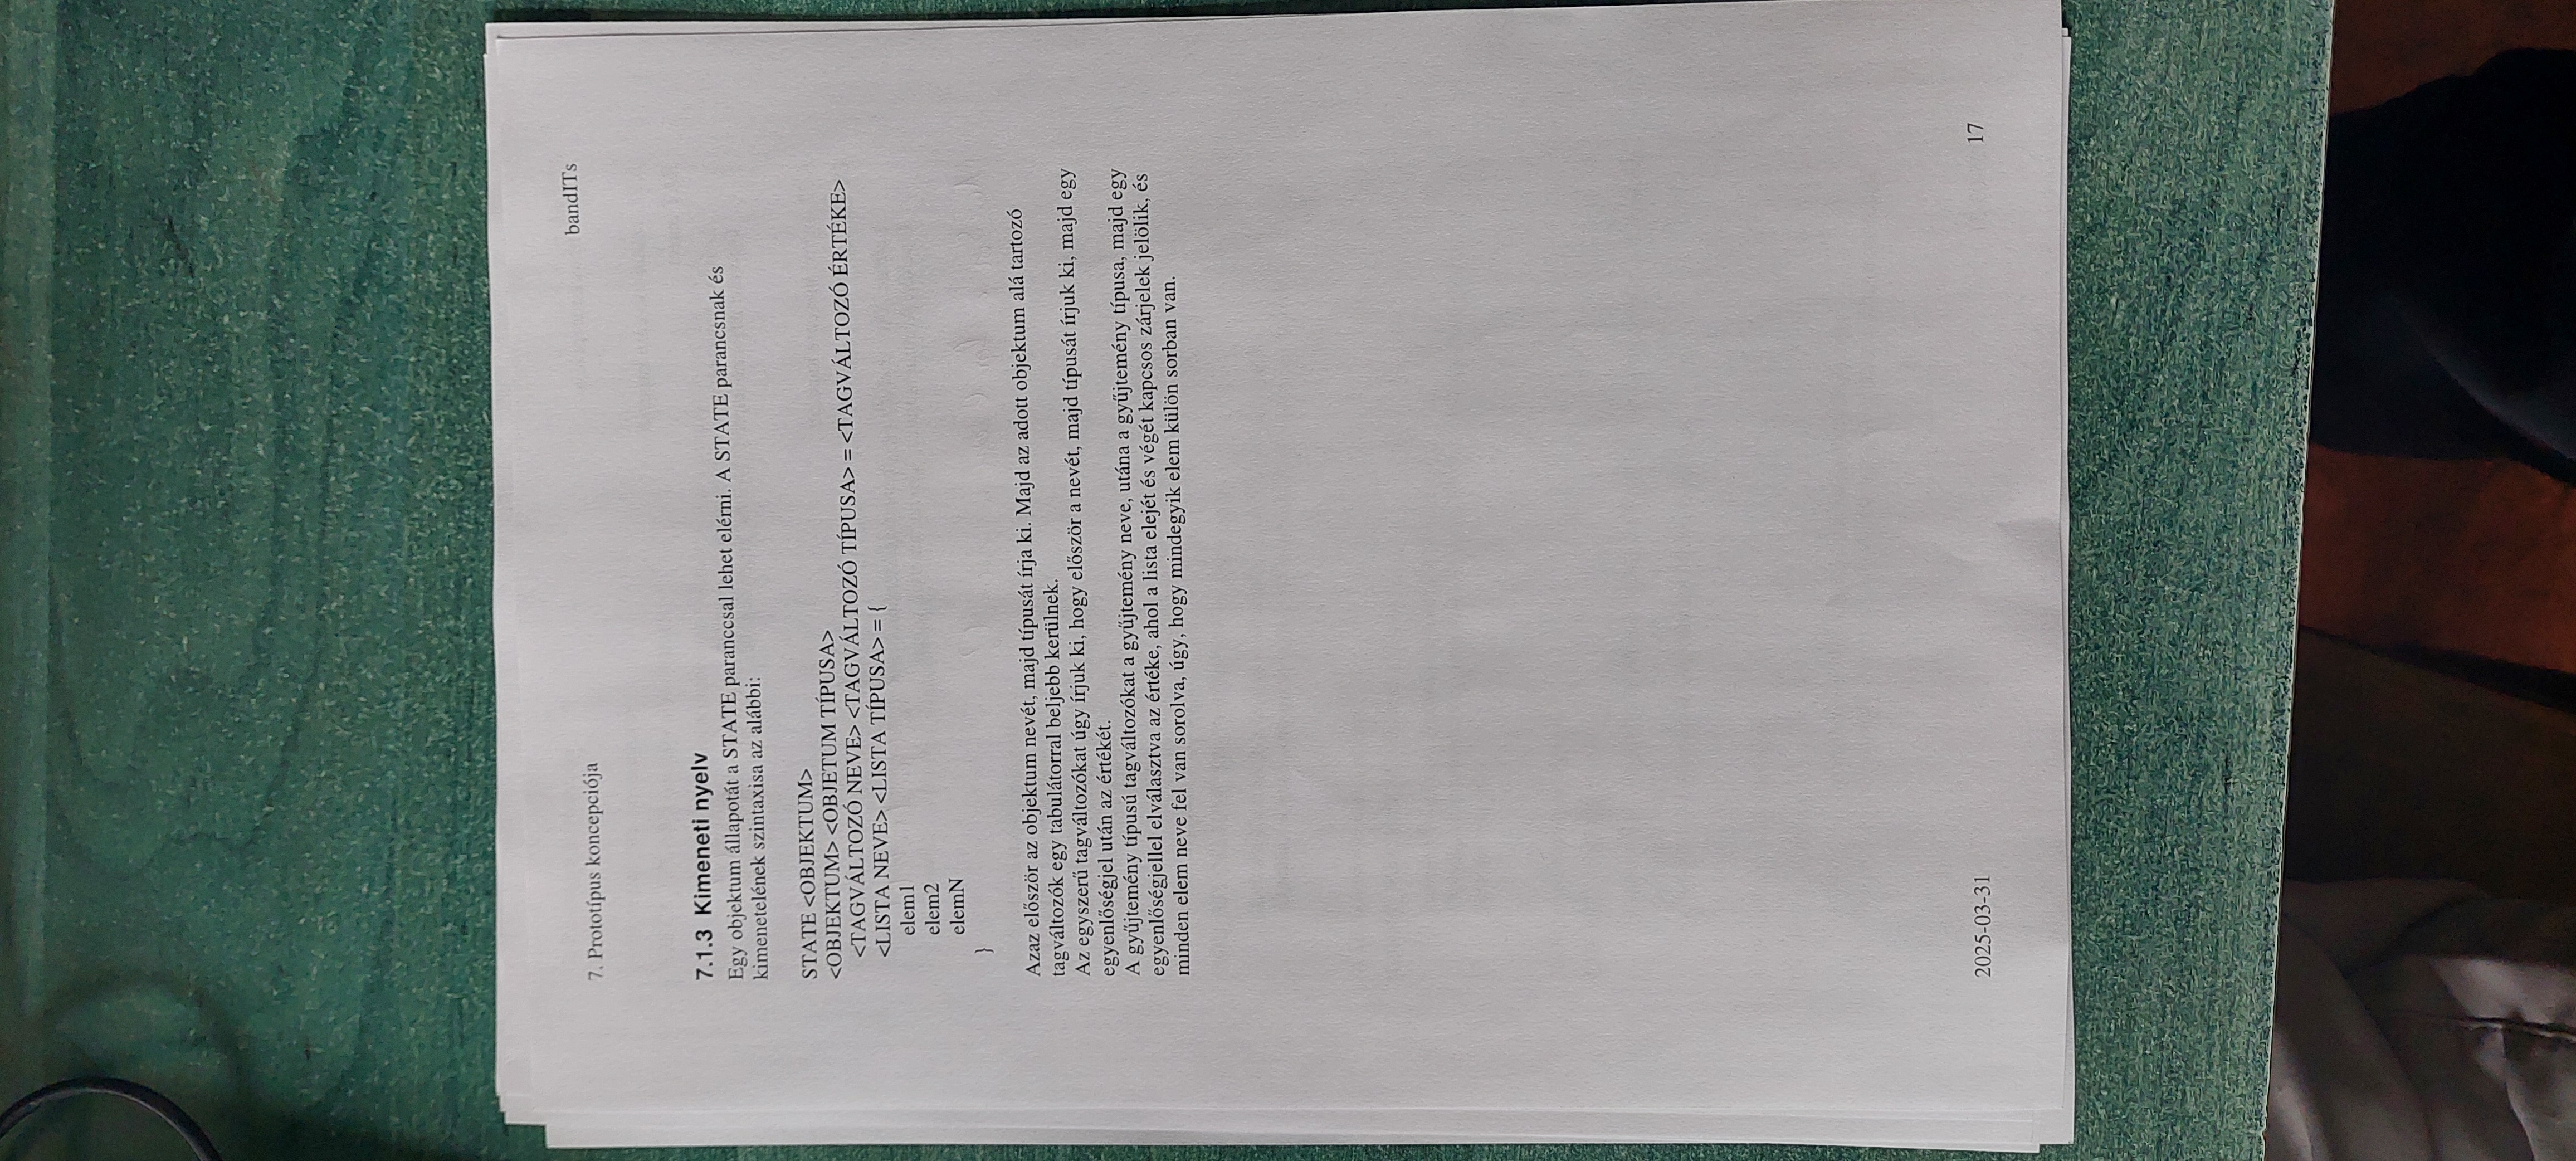 7. Prototípus koncepciója bandITs
7.1.3 Kimeneti nyelv
Egy objektum állapotát a STATE paranccsal lehet elérni. A STATE parancsnak és
kimenetelének szintaxisa az alábbi:
STATE <OBJEKTUM>
<OBJEKTUM> <OBJETUM TÍPUSA>
<TAGVÁLTOZÓ NEVE> <TAGVÁLTOZÓ TÍPUSA> = <TAGVÁLTOZÓ ÉRTÉKE>
<LISTA NEVE> <LISTA TÍPUSA> = {
elem1
elem2
elemN
}
Azaz először az objektum nevét, majd típusát írja ki. Majd az adott objektum alá tartozó
tagváltozók egy tabulátorral beljebb kerülnek.
Az egyszerű tagváltozókat úgy írjuk ki, hogy először a nevét, majd típusát írjuk ki, majd egy
egyenlőségjel után az értékét.
A gyűjtemény típusú tagváltozókat a gyűjtemény neve, utána a gyűjtemény típusa, majd egy
egyenlőségjellel elválasztva az értéke, ahol a lista elejét és végét kapcsos zárjelek jelölik, és
minden elem neve fel van sorolva, úgy, hogy mindegyik elem külön sorban van.
2025-03-31 17